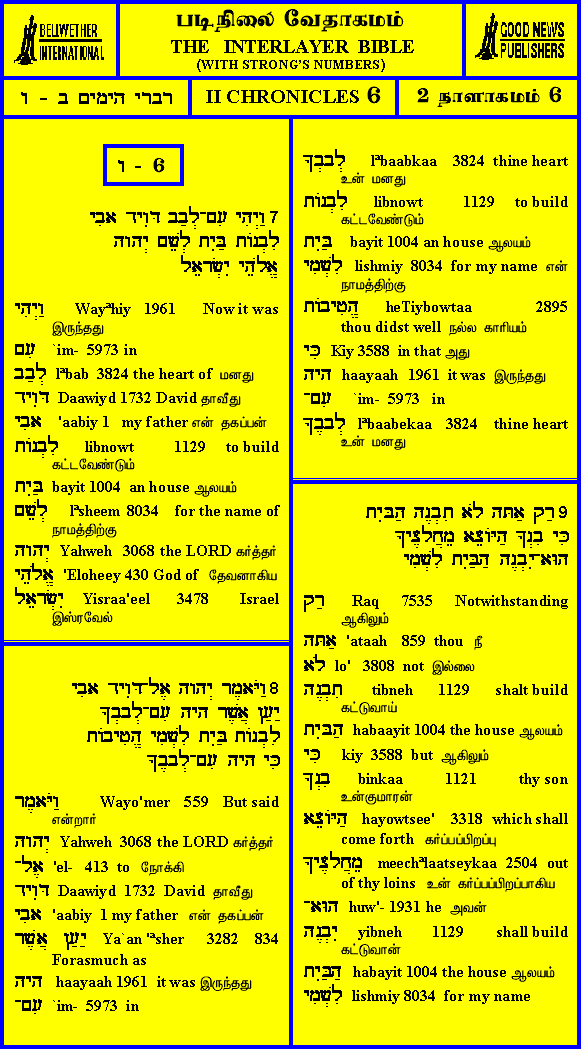 BELLWETHER
INTERNATIONAL
படிநிலை வேதாகமம்
THE INTERLAYER BIBLE
(WITH STRONG'S NUMBERS)
GOOD NEWS
PUBLISHERS
דברי הימים ב - ו
II CHRONICLES 6
2 நாளாகமம் 6
ו - 6
7 וַיְהִי עִם־לְבַב דָּוִיד אָבִי
לִבְנוֹת בַּיִת לְשֵׁם יְהוָה
אֱלֹהֵי יִשְׂרָאֵל
וַיְהִי Wayᵊhiy 1961 Now it was
இருந்தது
עִם `im- 5973 in
לְבַב lᵊbab 3824 the heart of மனது
דָּוִיד Daawiyd 1732 David தாவீது
אָבִי 'aabiy 1 my father என் தகப்பன்
לִבְנוֹת libnowt 1129 to build
கட்டவேண்டும்
בַּיִת bayit 1004 an house ஆலயம்
לְשֵׁם lᵊsheem 8034 for the name of
நாமத்திற்கு
יְהוָה Yahweh 3068 the LORD கர்த்தர்
אֱלֹהֵי 'Eloheey 430 God of தேவனாகிய
יִשְׂרָאֵל Yisraa'eel 3478 Israel
இஸ்ரவேல்
8 וַיֹּאמֶר יְהוָה אֶל־דָּוִיד אָבִי
יַעַן אֲשֶׁר הָיָה עִם־לְבָבְךָ
לִבְנוֹת בַּיִת לִשְׁמִי הֱטִיבוֹתָ
כִּי הָיָה עִם־לְבָבֶךָ
וַיֹּאמֶר Wayo'mer 559 But said
என்றார்
יְהוָה Yahweh 3068 the LORD கர்த்தர்
אֶל־ 'el- 413 to நோக்கி
דָּוִיד Daawiyd 1732 David தாவீது
אָבִי 'aabiy 1 my father என் தகப்பன்
יַעַן אֲשֶׁר Ya`an 'ᵃsher 3282 834
Forasmuch as
הָיָה haayaah 1961 it was இருந்தது
עִם־ `im- 5973 in
לְבָבְךָ lᵊbaabkaa 3824 thine heart
உன் மனது
לִבְנוֹת libnowt 1129 to build
கட்டவேண்டும்
בַּיִת bayit 1004 an house ஆலயம்
לִשְׁמִי lishmiy 8034 for my name என்
நாமத்திற்கு
הֱטִיבוֹתָ heTiybowtaa 2895
thou didst well நல்ல காரியம்
כִּי Kiy 3588 in that அது
הָיָה haayaah 1961 it was இருந்தது
עִם־ `im- 5973 in
לְבָבֶךָ lᵊbaabekaa 3824 thine heart
உன் மனது
9 רַק אַתָּה לֹא תִבְנֶה הַבָּיִת
כִּי בִּנְךָ הַיּוֹצֵא מֵחֲלָצֶיךָ
הוּא־יִבְנֶה הַבַּיִת לִשְׁמִי
רַק Raq 7535 Notwithstanding
ஆகிலும்
אַתָּה 'ataah 859 thou நீ
לֹא lo' 3808 not இல்லை
תִבְנֶה tibneh 1129 shalt build
கட்டுவாய்
הַבָּיִת habaayit 1004 the house ஆலயம்
כִּי kiy 3588 but ஆகிலும்
בִּנְךָ binkaa 1121 thy son
உன்குமாரன்
הַיּוֹצֵא hayowtsee' 3318 which shall
come forth கர்ப்பப்பிறப்பு
מֵחֲלָצֶיךָ meechᵃlaatseykaa 2504 out
of thy loins உன் கர்ப்பப்பிறப்பாகிய
הוּא־ huw'- 1931 he அவன்
יִבְנֶה yibneh 1129 shall build
கட்டுவான்
הַבַּיִת habayit 1004 the house ஆலயம்
לִשְׁמִי lishmiy 8034 for my name